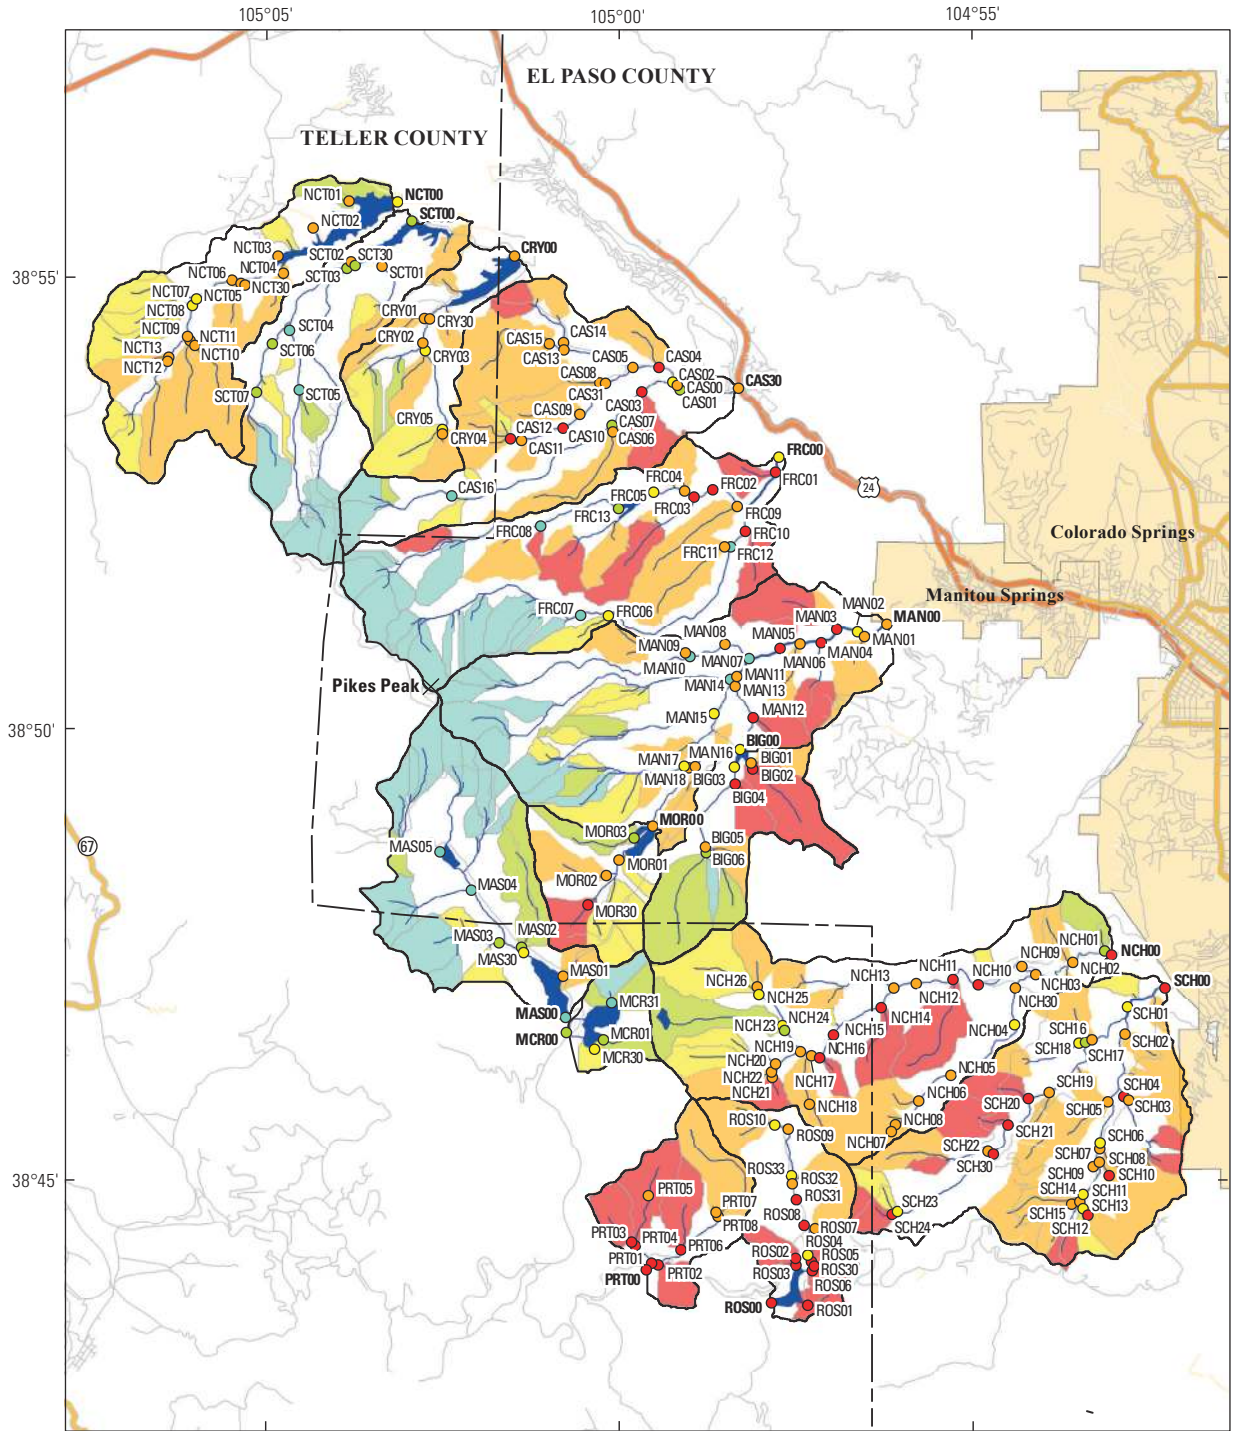 105°05' 105°00' 104°55'
EL PASO COUNTY
TELLER COUNTY
NCT01 NCT00
SCT00
NCT02
NCT03 SCT02 SCT30 CRY00
38°55'
NCT06 NCT04 SCT03 SCT01
NCT07 NCT05 NCT30
NCT08
CRY01 CRY30
NCT09 NCT11 SCT04 CAS14
NCT10 CRY02 CAS15
NCT13 SCT06 CRY03 CAS13 CAS05 CAS04
NCT12 CAS08 CAS02
CAS00 CAS30
SCT07 SCT05 CAS31 CAS03 CAS01
CAS09
CRY05 CAS12 CAS07
CRY04 CAS10 CAS06
CAS11
FRC00
CAS16 FRC04 FRC02 FRC01
FRC05
24
FRC13 FRC03 FRC09
FRC08 FRC10
Colorado Springs
FRC11 FRC12
Manitou Springs
FRC07 FRC06 MAN02
MAN03 MAN00
MAN08 MAN05 MAN01
MAN09 MAN04
MAN10 MAN07 MAN06
MAN11
Pikes Peak MAN14 MAN13
MAN15 MAN12
38°50'
MAN16 BIG00
MAN17 BIG01
MAN18 BIG03 BIG02
BIG04
MOR00
MOR03
67
MAS05 BIG05
MOR01 BIG06
MOR02
MAS04
MOR30
MAS02
MAS03 NCH01
MAS30 NCH09 NCH00
NCH11 NCH10 NCH02
MAS01 NCH26 NCH13 NCH03 SCH00
NCH25 NCH12 NCH30
MCR31 NCH14 SCH01
MAS00
NCH24 NCH04
MCR00 MCR01 NCH23 NCH15 SCH16 SCH02
MCR30 NCH19 NCH16 SCH18 SCH17
NCH20
NCH22 NCH17 NCH05
NCH21 SCH19 SCH04
NCH18 NCH06 SCH20 SCH05 SCH03
ROS10 ROS09 NCH08 SCH21
NCH07 SCH06
SCH22 SCH07 SCH08
SCH30 SCH09
ROS33 ROS32 SCH10
38°45'
PRT05 ROS31 SCH14 SCH11
PRT07 SCH23 SCH13
PRT08 ROS08 SCH15 SCH12
SCH24
PRT03 PRT04 PRT06 ROS07
ROS04
PRT01 ROS02 ROS05
PRT02 ROS03 ROS30
PRT00 ROS06
ROS00 ROS01